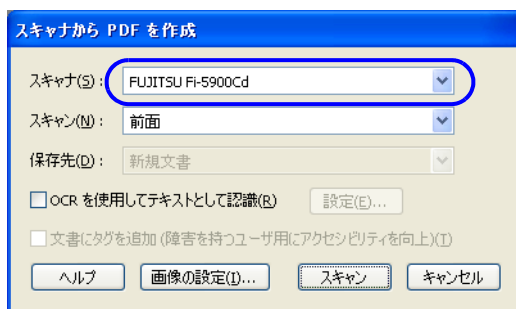 スキャナから PDF を作成
スキャナ(S): FUJITSU Fi-5900Cd
スキャン(N): 前面
保存先(D): 新規文書
OCR を使用してテキストとして認識(R) 設定(E)...
文書にタグを追加 (障害を持つユーザ用にアクセシビリティを向上)(T)
ヘルプ 画像の設定(I)... スキャン キャンセル